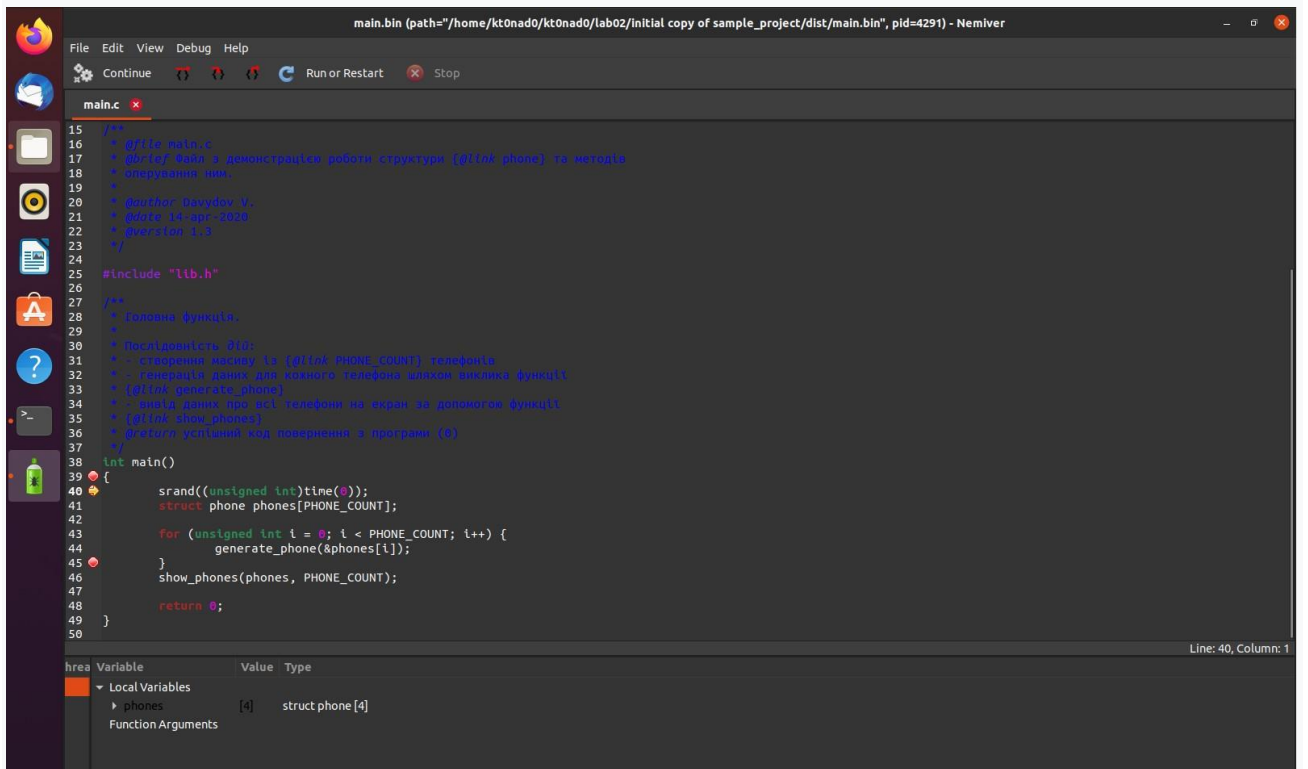 main.bin (path="/home/kt0nad0/kt0nad0/lab02/initial copy of sample_project/dist/main.bin", pid=4291) - Nemiver
File Edit View Debug Help
Continue Run or Restart Stop
main.c
15 /**
16 * @file main.c
17 * @brief Файл з демонстрацією роботи структури {@link phone} та методів
18 * оперування ним.
19 *
20 * @author Davydov V.
21 * @date 14-apr-2020
22 * @version 1.3
23 */
24
25 #include "lib.h"
26
27 /**
28 * Головна функція.
29 *
30 * Послідовність дій:
31 * - створення масиву із {@link PHONE_COUNT} телефонів
32 * - генерація даних для кожного телефона шляхом виклика функції
33 * {@link generate_phone}
34 * - вивід даних про всі телефони на екран за допомогою функції
35 * {@link show_phones}
36 * @return успішний код повернення з програми (0)
37 */
38 int main()
39 {
40 srand((unsigned int)time(0));
41 struct phone phones[PHONE_COUNT];
42
43 for (unsigned int i = 0; i < PHONE_COUNT; i++) {
44 generate_phone(&phones[i]);
45 }
46 show_phones(phones, PHONE_COUNT);
47
48 return 0;
49 }
50
Line: 40, Column: 1
hrea Variable Value Type
Local Variables
phones [4] struct phone [4]
Function Arguments